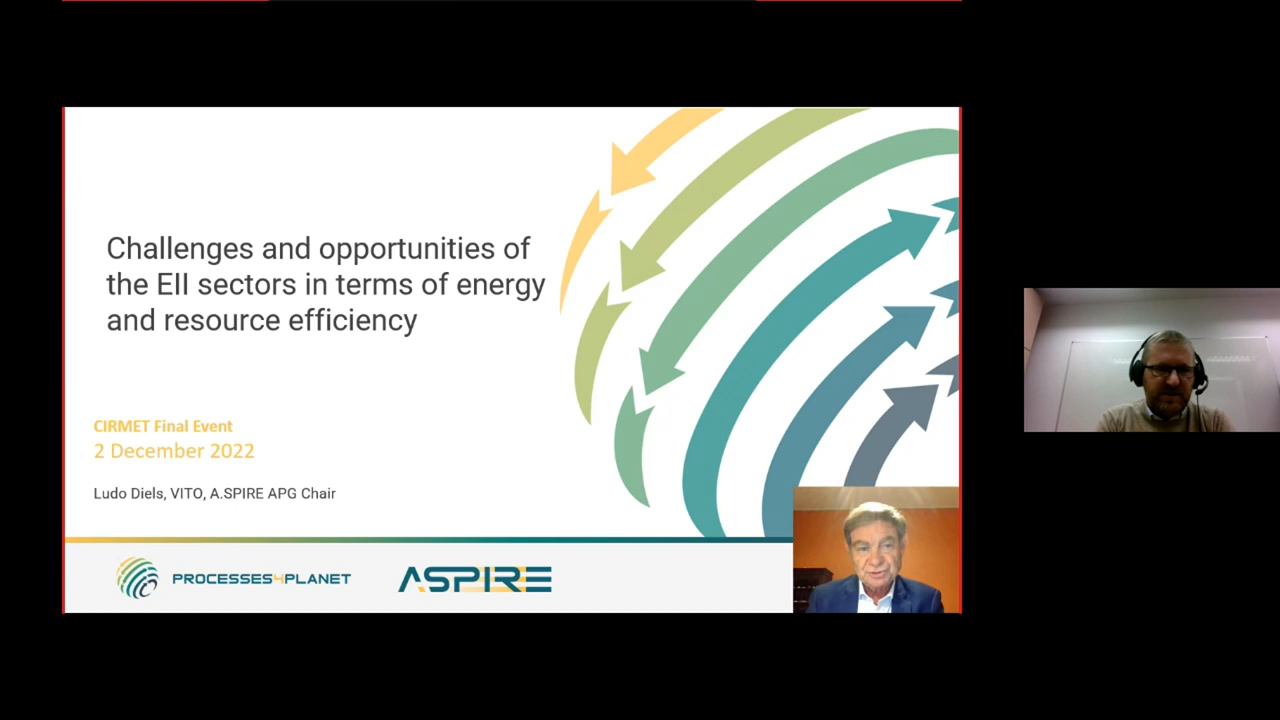 Challenges and opportunities of
the EII sectors in terms of energy
and resource efficiency
CIRMET Final Event
2 December 2022
Ludo Diels, VITO, A.SPIRE APG Chair
PROCESSES4PLANET
ASPIRE